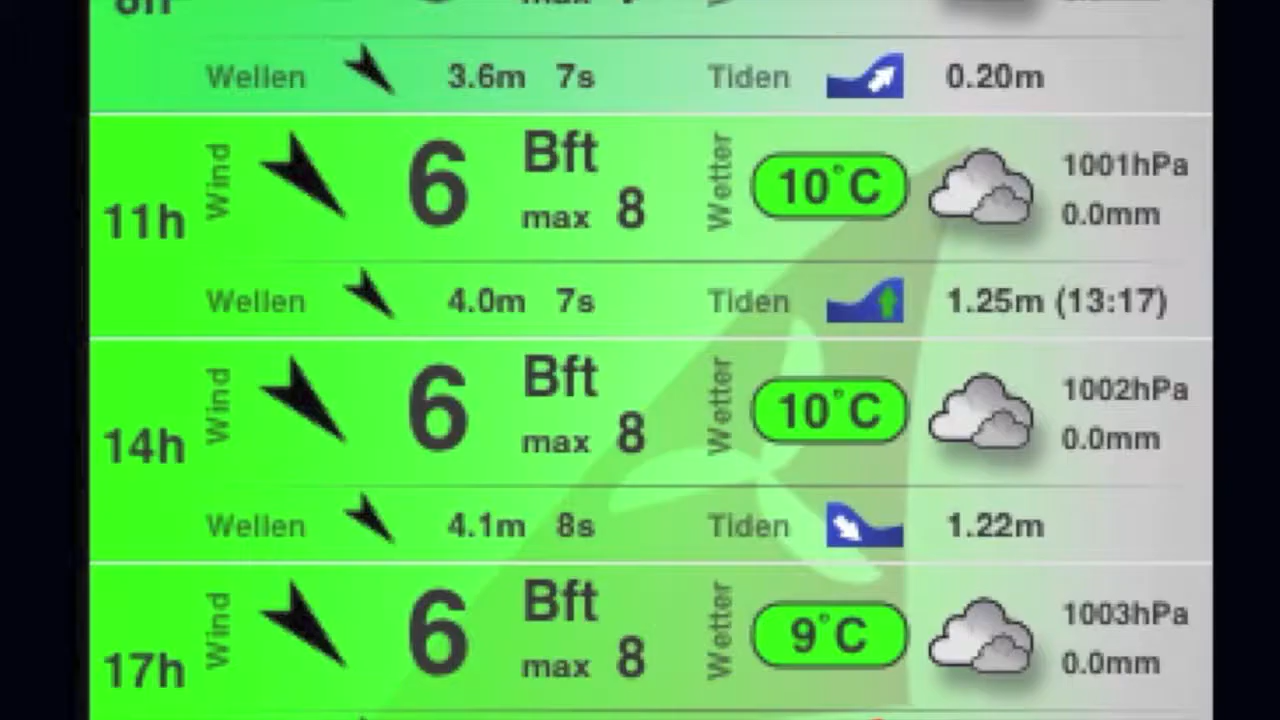 Wellen 3.6m 7s Tiden 0.20m
11h Wind 6 Bft max 8 Wetter 10°C 1001hPa 0.0mm
Wellen 4.0m 7s Tiden 1.25m (13:17)
14h Wind 6 Bft max 8 Wetter 10°C 1002hPa 0.0mm
Wellen 4.1m 8s Tiden 1.22m
17h Wind 6 Bft max 8 Wetter 9°C 1003hPa 0.0mm